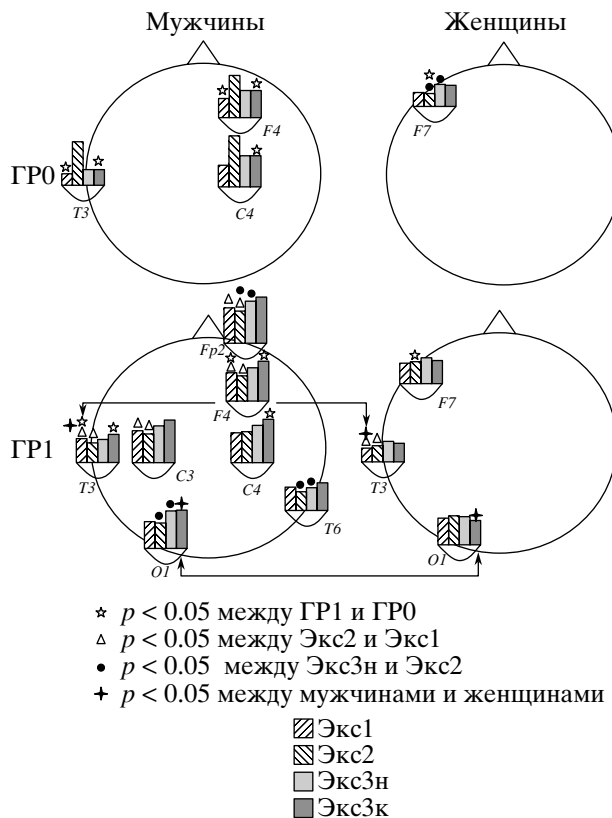 Мужчины Женщины
F4
F7
ГР0
C4
T3
Fp2
F7
F4
ГР1
T3 C3 C4 T3
T6
O1 O1
p < 0.05 между ГР1 и ГР0
p < 0.05 между Экс2 и Экс1
p < 0.05 между Экс3н и Экс2
p < 0.05 между мужчинами и женщинами
Экс1
Экс2
Экс3н
Экс3к